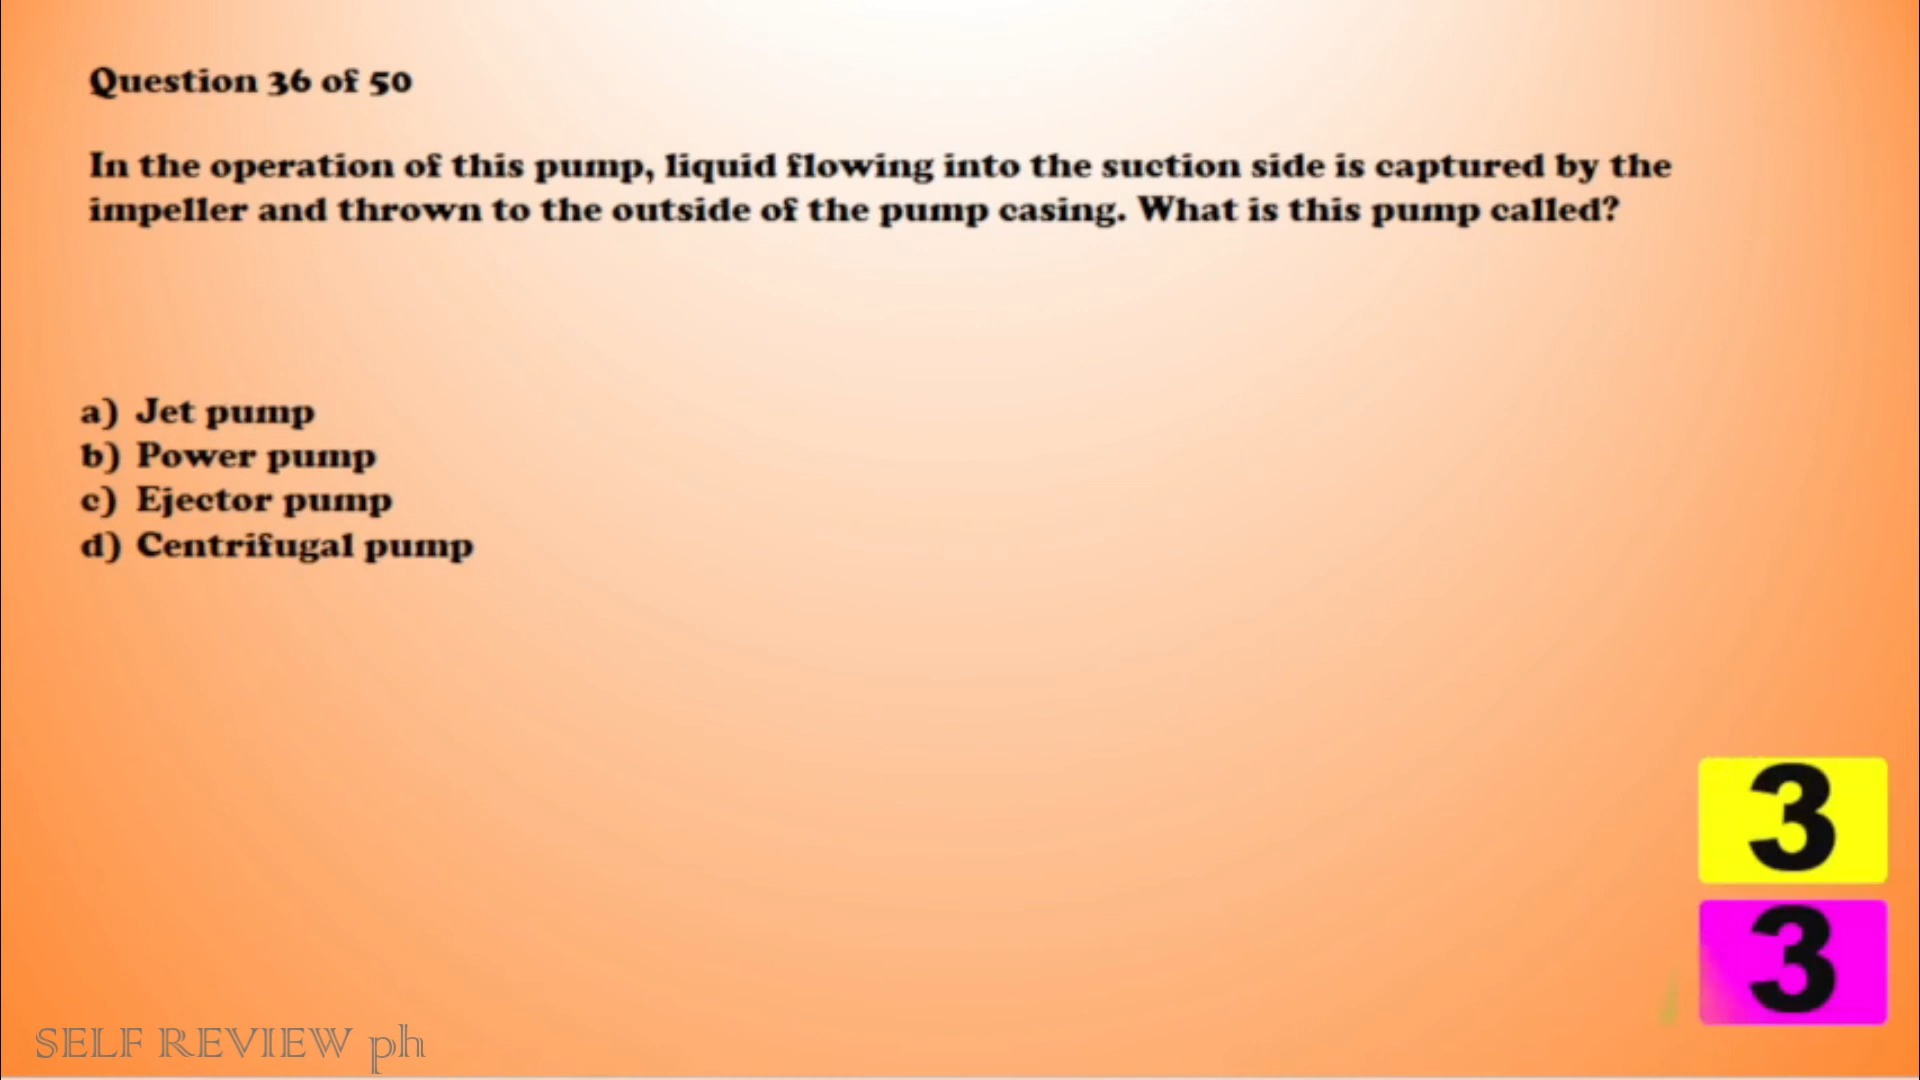 Question 36 of 50
In the operation of this pump, liquid flowing into the suction side is captured by the
impeller and thrown to the outside of the pump casing. What is this pump called?
a) Jet pump
b) Power pump
c) Ejector pump
d) Centrifugal pump
3
3
SELF REVIEW ph